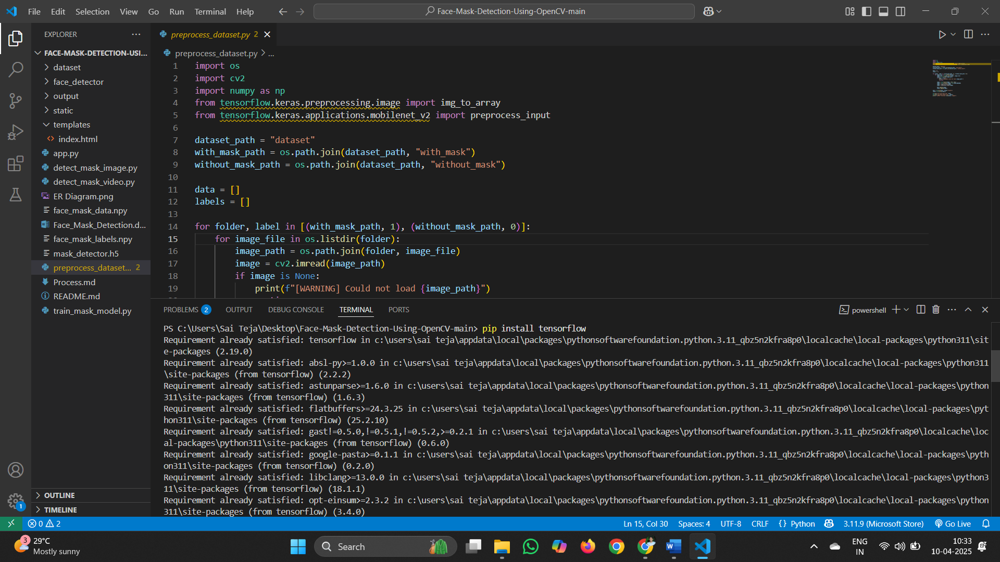 File Edit Selection View Go Run Terminal Help
Face-Mask-Detection-Using-OpenCV-main
EXPLORER
FACE-MASK-DETECTION-USI...
dataset
face_detector
output
static
templates
index.html
app.py
detect_mask_image.py
detect_mask_video.py
ER Diagram.png
face_mask_data.npy
Face_Mask_Detection.d...
face_mask_labels.npy
mask_detector.h5
preprocess_dataset... 2
Process.md
README.md
train_mask_model.py
OUTLINE
TIMELINE
preprocess_dataset.py 2
preprocess_dataset.py > ...
1 import os
2 import cv2
3 import numpy as np
4 from tensorflow.keras.preprocessing.image import img_to_array
5 from tensorflow.keras.applications.mobilenet_v2 import preprocess_input
6
7 dataset_path = "dataset"
8 with_mask_path = os.path.join(dataset_path, "with_mask")
9 without_mask_path = os.path.join(dataset_path, "without_mask")
10
11 data = []
12 labels = []
13
14 for folder, label in [(with_mask_path, 1), (without_mask_path, 0)]:
15 for image_file in os.listdir(folder):
16 image_path = os.path.join(folder, image_file)
17 image = cv2.imread(image_path)
18 if image is None:
19 print(f"[WARNING] Could not load {image_path}")
PROBLEMS 2 OUTPUT DEBUG CONSOLE TERMINAL PORTS
powershell
PS C:\Users\Sai Teja\Desktop\Face-Mask-Detection-Using-OpenCV-main> pip install tensorflow
Requirement already satisfied: tensorflow in c:\users\sai teja\appdata\local\packages\pythonsoftwarefoundation.python.3.11_qbz5n2kfra8p0\localcache\local-packages\python311\sit
e-packages (2.19.0)
Requirement already satisfied: absl-py>=1.0.0 in c:\users\sai teja\appdata\local\packages\pythonsoftwarefoundation.python.3.11_qbz5n2kfra8p0\localcache\local-packages\python311
\site-packages (from tensorflow) (2.2.2)
Requirement already satisfied: astunparse>=1.6.0 in c:\users\sai teja\appdata\local\packages\pythonsoftwarefoundation.python.3.11_qbz5n2kfra8p0\localcache\local-packages\python
311\site-packages (from tensorflow) (1.6.3)
Requirement already satisfied: flatbuffers>=24.3.25 in c:\users\sai teja\appdata\local\packages\pythonsoftwarefoundation.python.3.11_qbz5n2kfra8p0\localcache\local-packages\pyt
hon311\site-packages (from tensorflow) (25.2.10)
Requirement already satisfied: gast!=0.5.0,!=0.5.1,!=0.5.2,>=0.2.1 in c:\users\sai teja\appdata\local\packages\pythonsoftwarefoundation.python.3.11_qbz5n2kfra8p0\localcache\loc
al-packages\python311\site-packages (from tensorflow) (0.6.0)
Requirement already satisfied: google-pasta>=0.1.1 in c:\users\sai teja\appdata\local\packages\pythonsoftwarefoundation.python.3.11_qbz5n2kfra8p0\localcache\local-packages\pyth
on311\site-packages (from tensorflow) (0.2.0)
Requirement already satisfied: libclang>=13.0.0 in c:\users\sai teja\appdata\local\packages\pythonsoftwarefoundation.python.3.11_qbz5n2kfra8p0\localcache\local-packages\python3
11\site-packages (from tensorflow) (18.1.1)
Requirement already satisfied: opt-einsum>=2.3.2 in c:\users\sai teja\appdata\local\packages\pythonsoftwarefoundation.python.3.11_qbz5n2kfra8p0\localcache\local-packages\python
311\site-packages (from tensorflow) (3.4.0)
0 2 Ln 15, Col 30 Spaces: 4 UTF-8 CRLF {} Python 3.11.9 (Microsoft Store) Go Live
1
3
29°C
Mostly sunny
Search
ENG
IN
10:33
10-04-2025